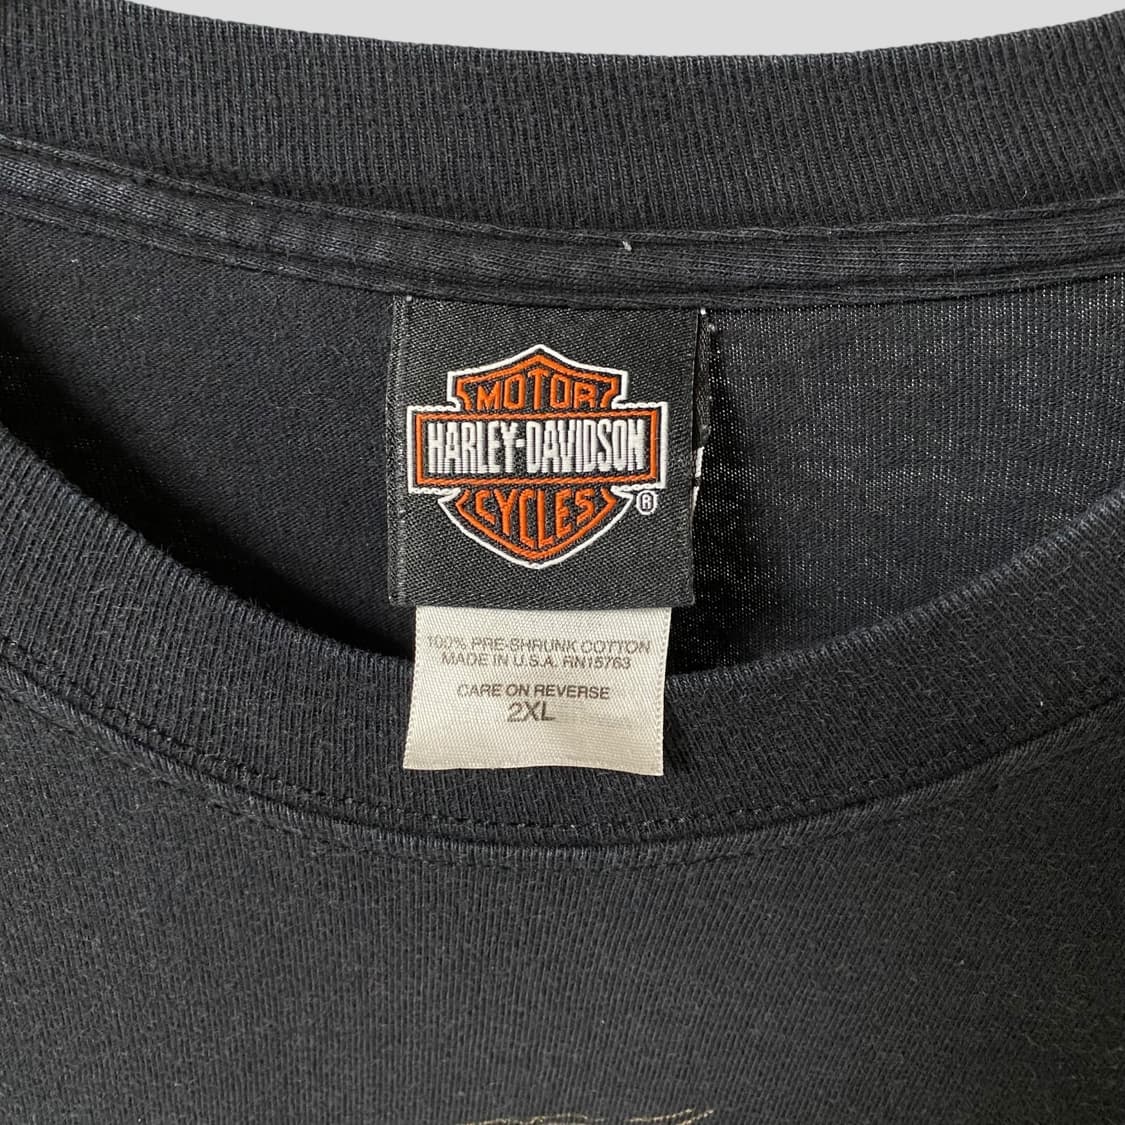 MOTOR
HARLEY-DAVIDSON
CYCLES
®
100% PRE-SHRUNK COTTON
MADE IN U.S.A. RN15763
CARE ON REVERSE
2XL